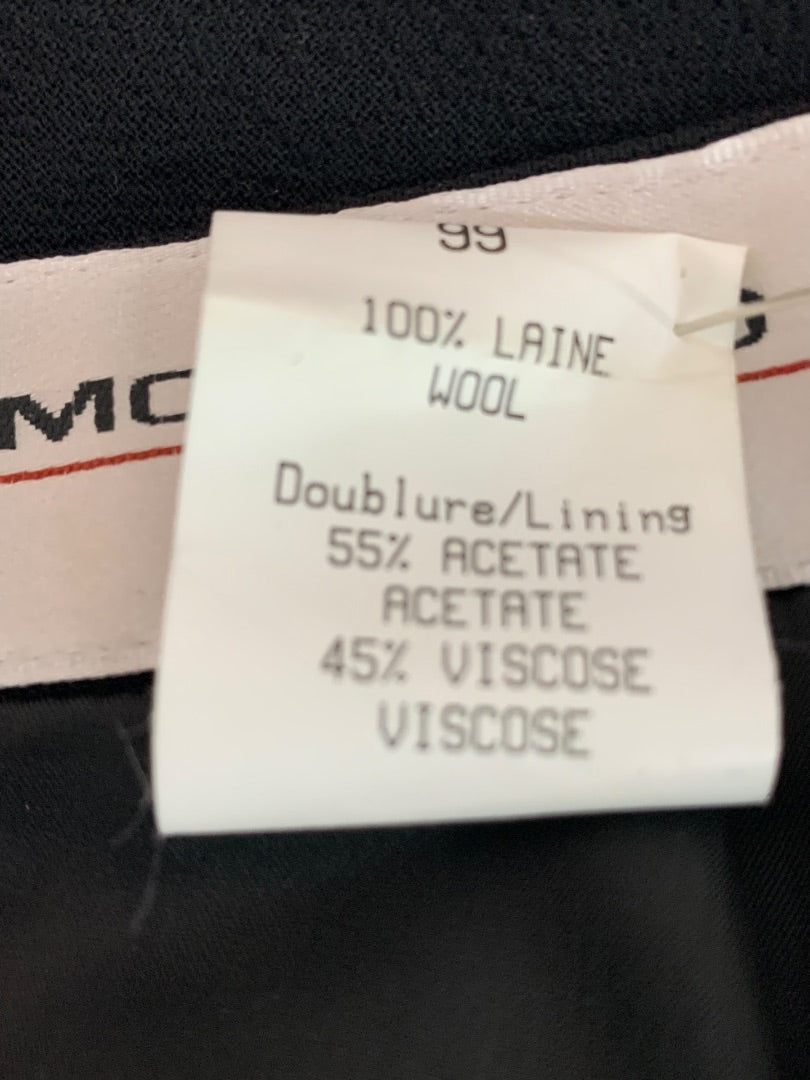 99
100% LAINE
WOOL
Doublure/Lining
55% ACETATE
ACETATE
45% VISCOSE
VISCOSE